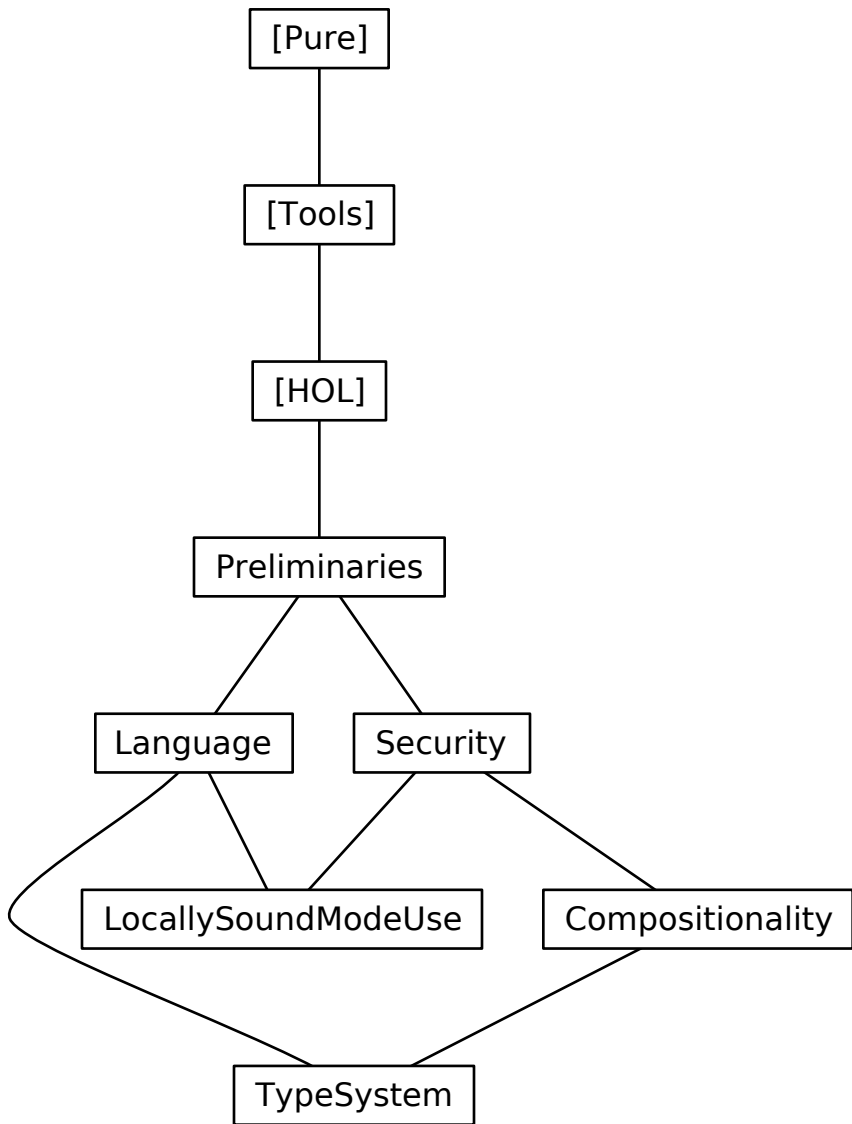 [Pure]
[Tools]
[HOL]
Preliminaries
Language
Security
LocallySoundModeUse
Compositionality
TypeSystem